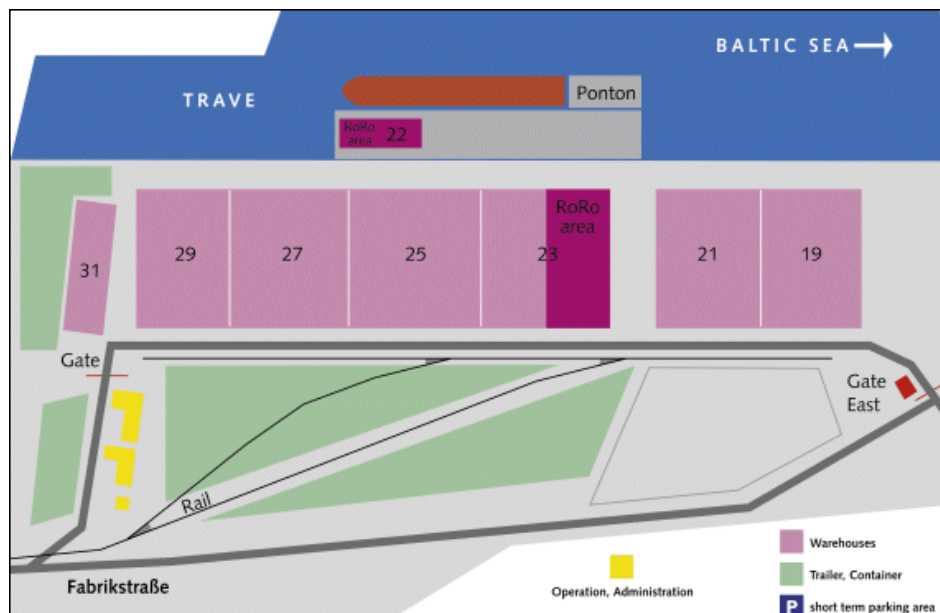 BALTIC SEA
TRAVE
Ponton
RoRo
area 22
RoRo
area
31
29
27
25
23
21
19
Gate
Gate
East
Rail
Fabrikstraße
Operation, Administration
Warehouses
Trailer, Container
P short term parking area